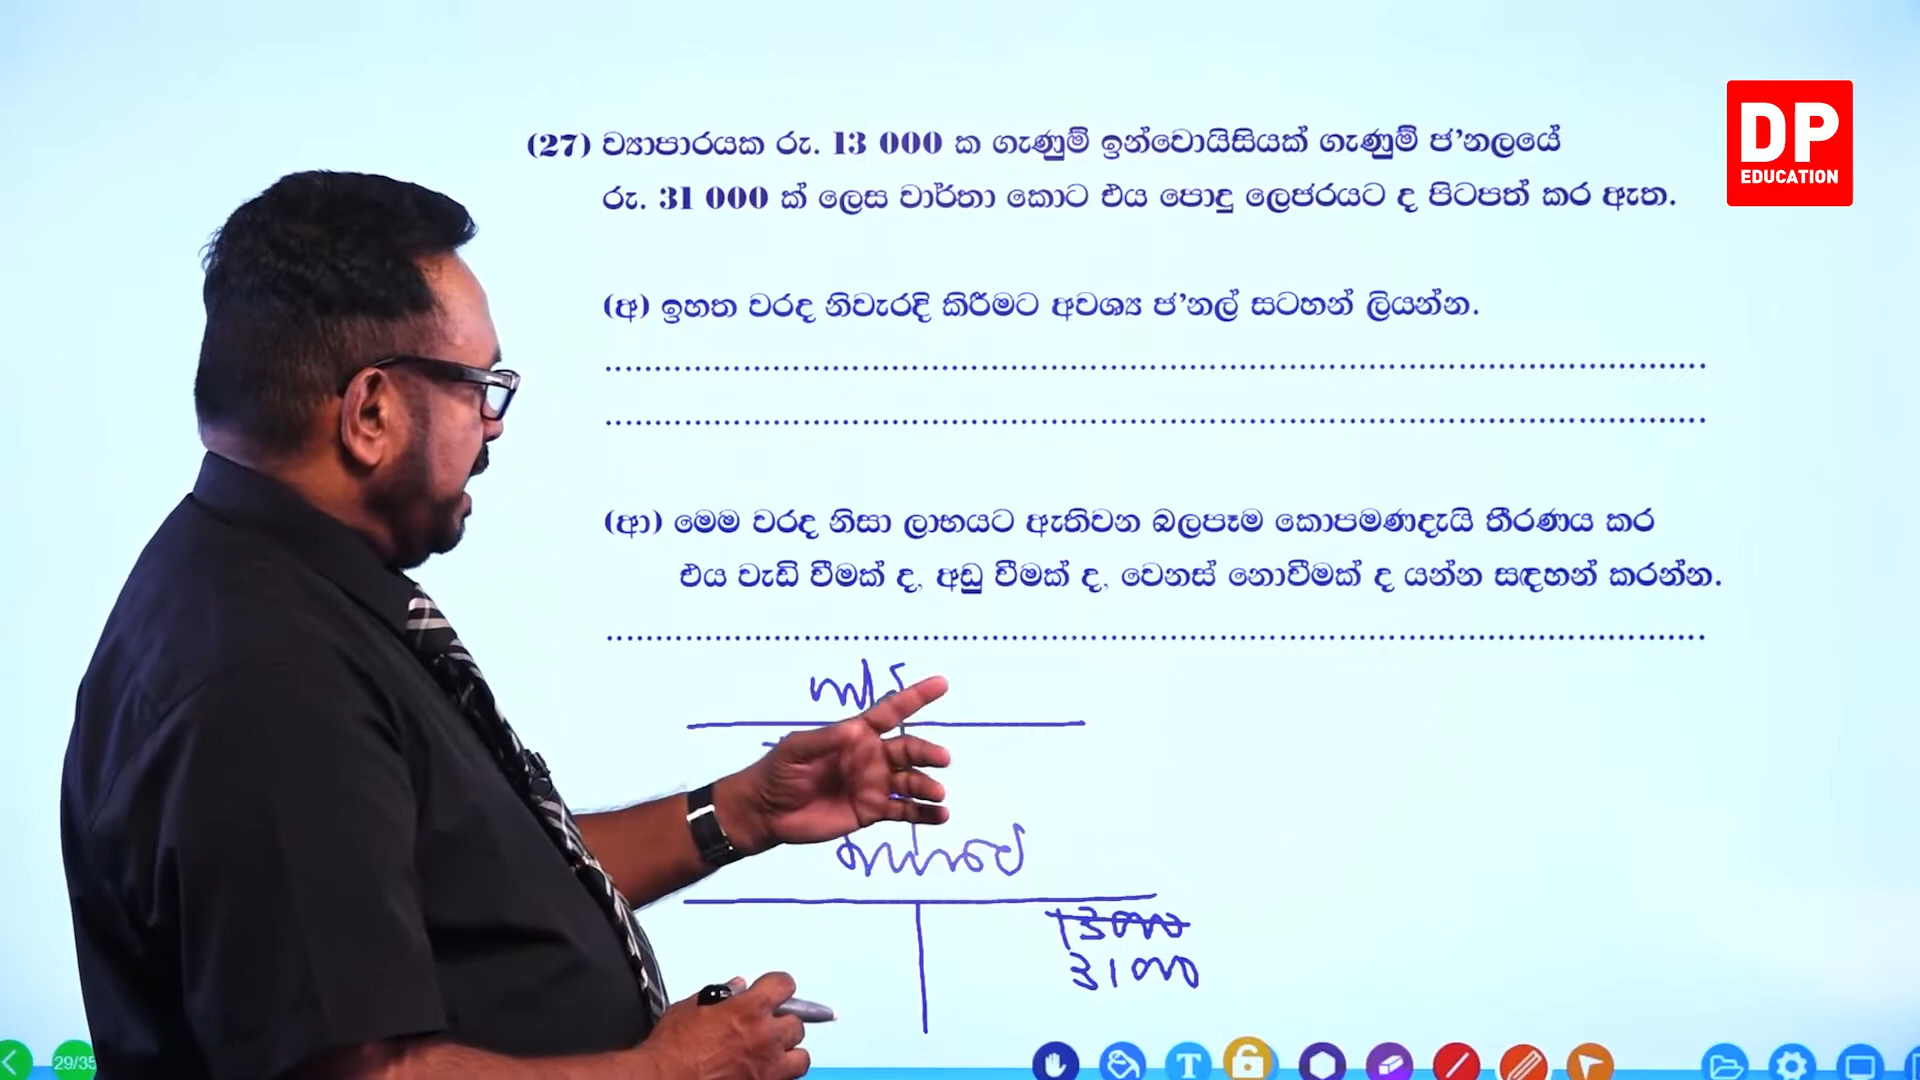 DP
EDUCATION
(27) ව්‍යාපාරයක රු. 13 000 ක ගැණුම් ඉන්වොයිසියක් ගැණුම් ජ’නලයේ
රු. 31 000 ක් ලෙස වාර්තා කොට එය පොදු ලෙජරයට ද පිටපත් කර ඇත.
(අ) ඉහත වරද නිවැරදි කිරීමට අවශ්‍ය ජ’නල් සටහන් ලියන්න.
(ආ) මෙම වරද නිසා ලාභයට ඇතිවන බලපෑම කොපමණදැයි තීරණය කර
එය වැඩි වීමක් ද, අඩු වීමක් ද, වෙනස් නොවීමක් ද යන්න සඳහන් කරන්න.
13000
31000
29/35